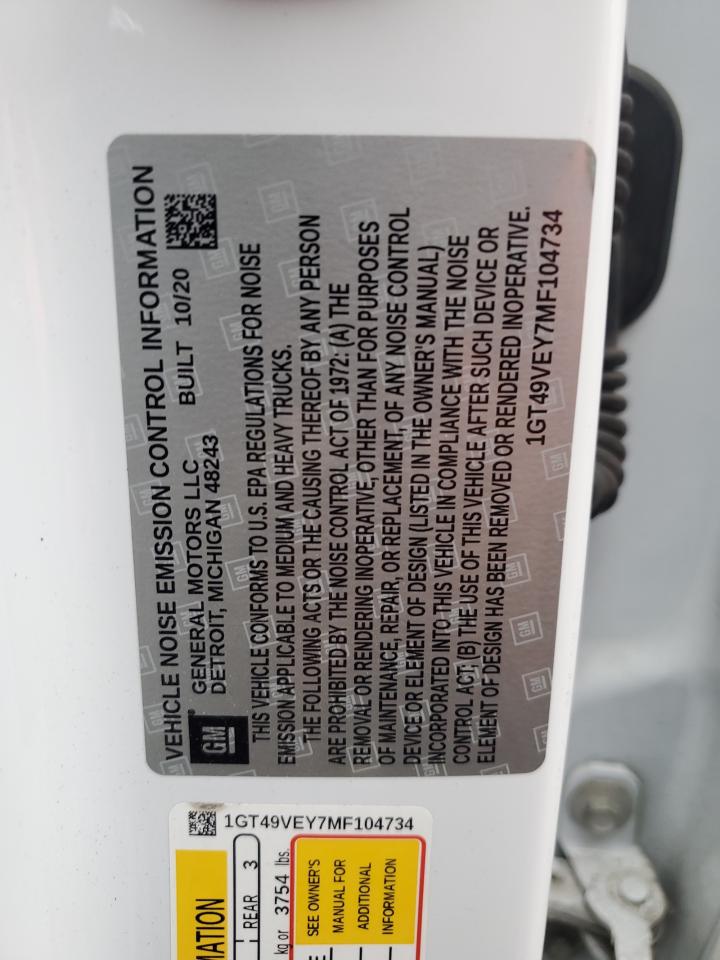 VEHICLE NOISE EMISSION CONTROL INFORMATION
GM
GENERAL MOTORS LLC BUILT 10/20
DETROIT, MICHIGAN 48243
THIS VEHICLE CONFORMS TO U.S. EPA REGULATIONS FOR NOISE
EMISSION APPLICABLE TO MEDIUM AND HEAVY TRUCKS.
THE FOLLOWING ACTS OR THE CAUSING THEREOF BY ANY PERSON
ARE PROHIBITED BY THE NOISE CONTROL ACT OF 1972: (A) THE
REMOVAL OR RENDERING INOPERATIVE, OTHER THAN FOR PURPOSES
OF MAINTENANCE, REPAIR, OR REPLACEMENT, OF ANY NOISE CONTROL
DEVICE OR ELEMENT OF DESIGN (LISTED IN THE OWNER'S MANUAL)
INCORPORATED INTO THIS VEHICLE IN COMPLIANCE WITH THE NOISE
CONTROL ACT; (B) THE USE OF THIS VEHICLE AFTER SUCH DEVICE OR
ELEMENT OF DESIGN HAS BEEN REMOVED OR RENDERED INOPERATIVE.
1GT49VEY7MF104734
1GT49VEY7MF104734
MATION
REAR 3
kg or 3754 lbs.
SEE OWNER'S
MANUAL FOR
ADDITIONAL
INFORMATION